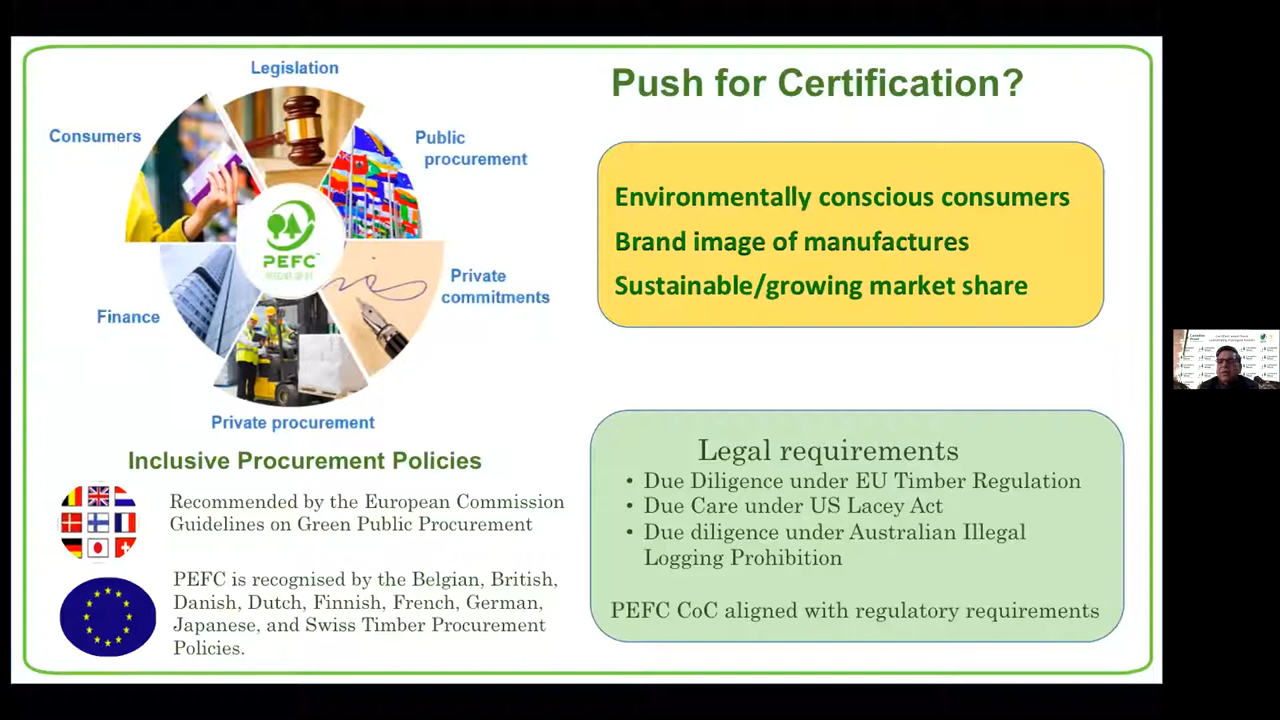 Push for Certification?
Legislation
Consumers
Public
procurement
PEFC
Private
commitments
Finance
Private procurement
Environmentally conscious consumers
Brand image of manufactures
Sustainable/growing market share
Inclusive Procurement Policies
Recommended by the European Commission
Guidelines on Green Public Procurement
PEFC is recognised by the Belgian, British,
Danish, Dutch, Finnish, French, German,
Japanese, and Swiss Timber Procurement
Policies.
Legal requirements
• Due Diligence under EU Timber Regulation
• Due Care under US Lacey Act
• Due diligence under Australian Illegal
Logging Prohibition
PEFC CoC aligned with regulatory requirements